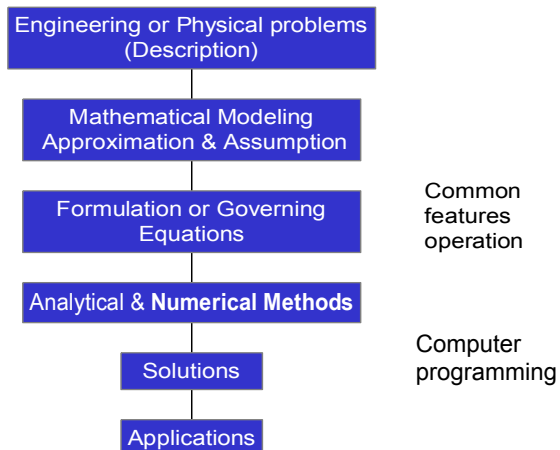 Engineering or Physical problems
(Description)
Mathematical Modeling
Approximation & Assumption
Formulation or Governing
Equations
Common
features
operation
Analytical & Numerical Methods
Solutions
Computer
programming
Applications